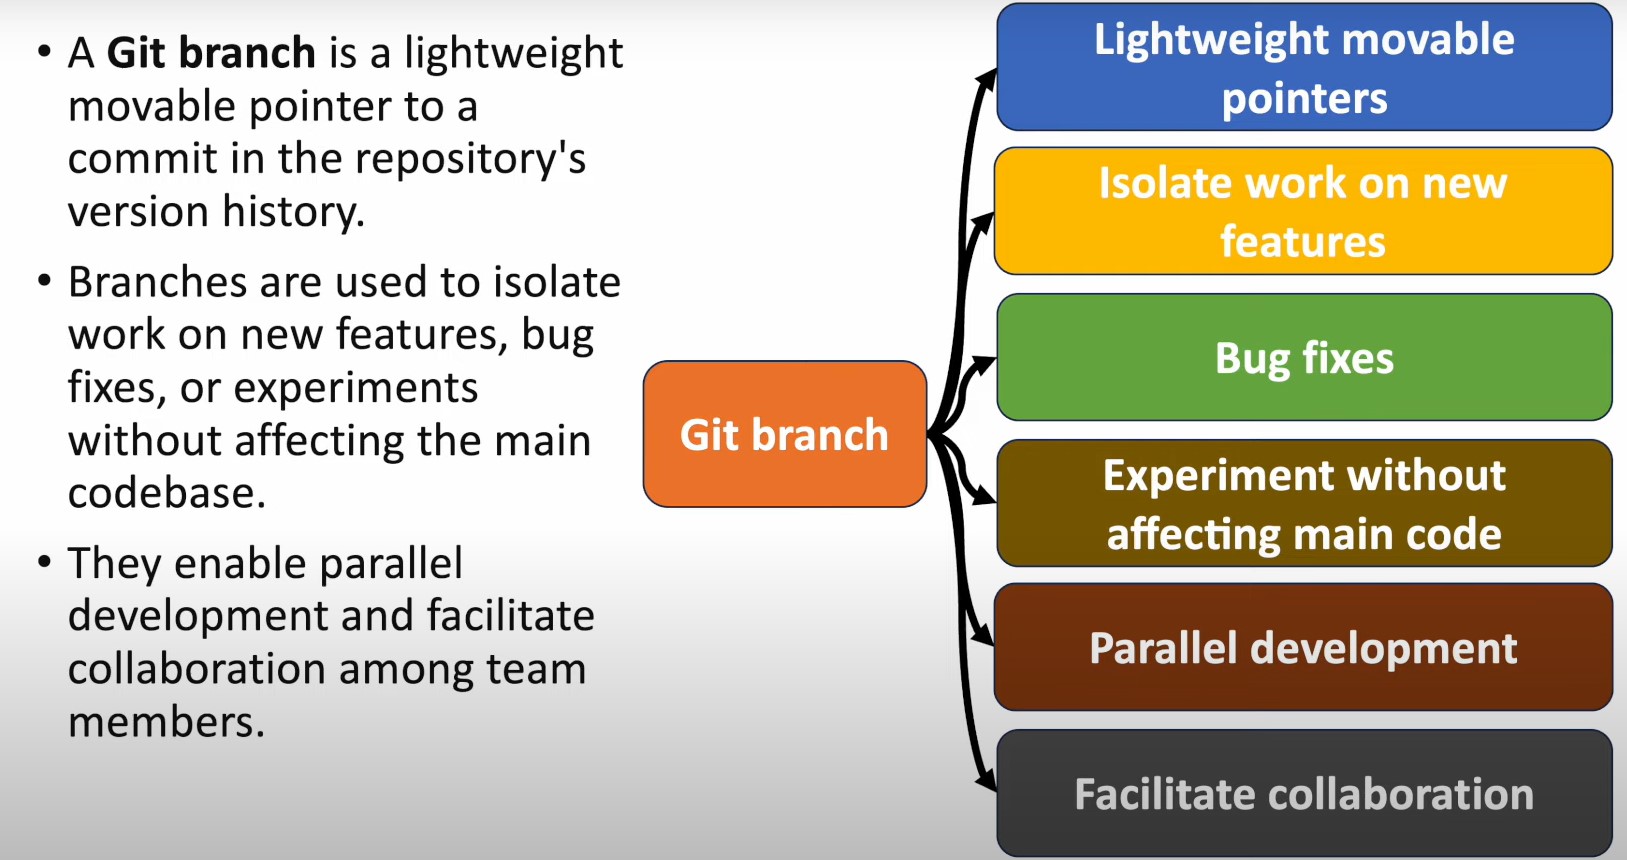 • A Git branch is a lightweight
movable pointer to a
commit in the repository's
version history.
• Branches are used to isolate
work on new features, bug
fixes, or experiments
without affecting the main
codebase.
• They enable parallel
development and facilitate
collaboration among team
members.
Git branch
Lightweight movable
pointers
Isolate work on new
features
Bug fixes
Experiment without
affecting main code
Parallel development
Facilitate collaboration